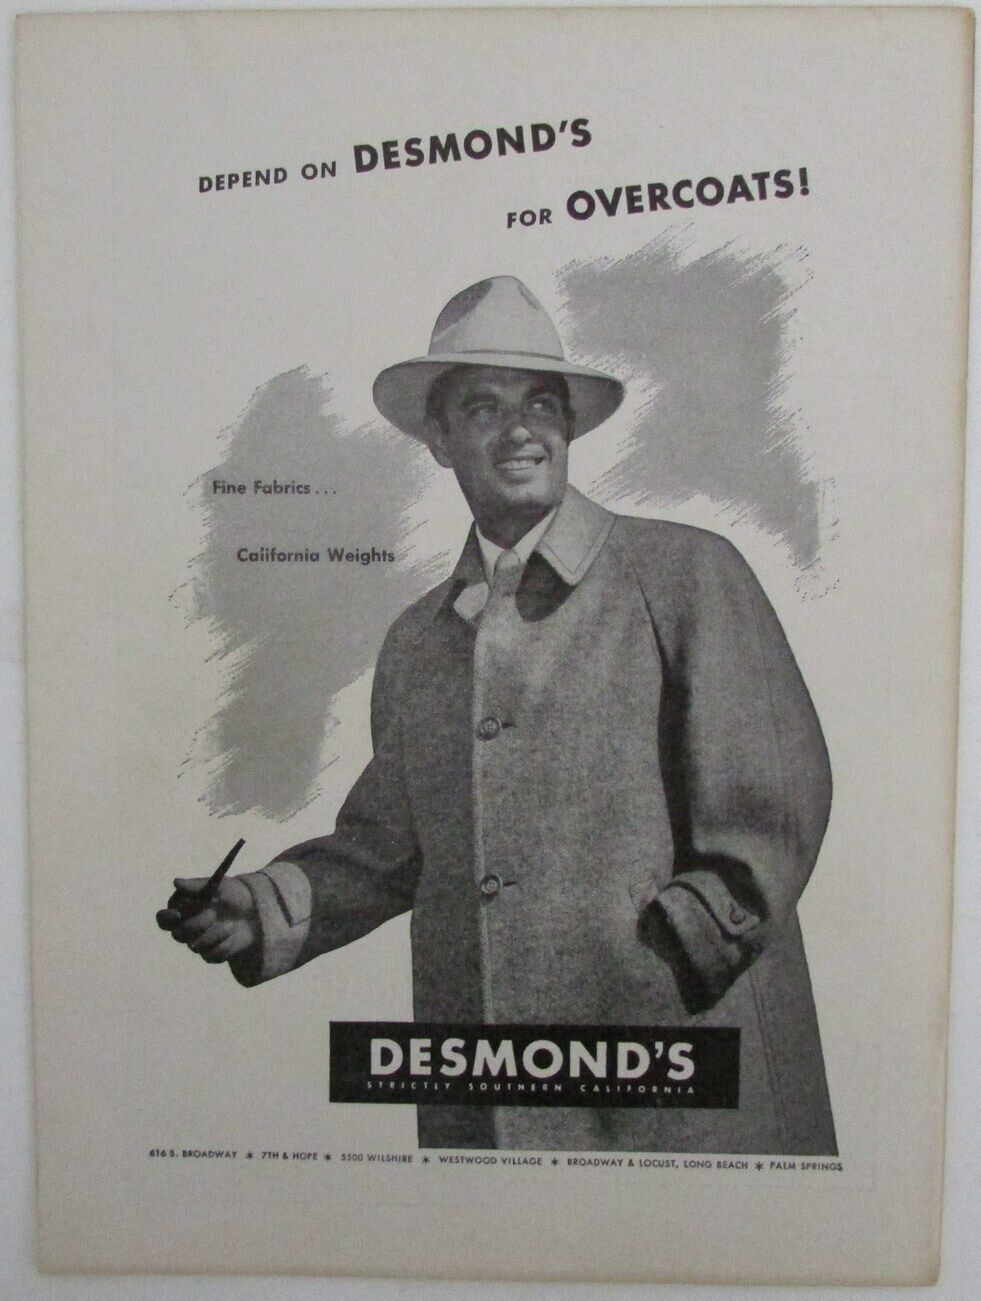 DEPEND ON DESMOND'S
FOR OVERCOATS!
Fine Fabrics...
California Weights
DESMOND'S
STRICTLY SOUTHERN CALIFORNIA
616 S. BROADWAY * 7TH & HOPE * 5500 WILSHIRE * WESTWOOD VILLAGE * BROADWAY & LOCUST, LONG BEACH * PALM SPRINGS